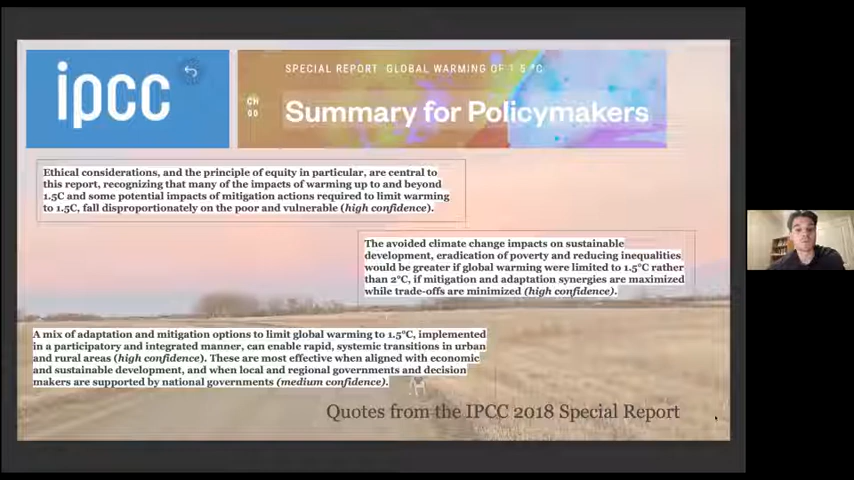 ipcc
SPECIAL REPORT GLOBAL WARMING OF 1.5 °C
CH
00
Summary for Policymakers
Ethical considerations, and the principle of equity in particular, are central to
this report, recognizing that many of the impacts of warming up to and beyond
1.5C and some potential impacts of mitigation actions required to limit warming
to 1.5C, fall disproportionately on the poor and vulnerable (high confidence).
The avoided climate change impacts on sustainable
development, eradication of poverty and reducing inequalities
would be greater if global warming were limited to 1.5°C rather
than 2°C, if mitigation and adaptation synergies are maximized
while trade-offs are minimized (high confidence).
A mix of adaptation and mitigation options to limit global warming to 1.5°C, implemented
in a participatory and integrated manner, can enable rapid, systemic transitions in urban
and rural areas (high confidence). These are most effective when aligned with economic
and sustainable development, and when local and regional governments and decision
makers are supported by national governments (medium confidence).
Quotes from the IPCC 2018 Special Report